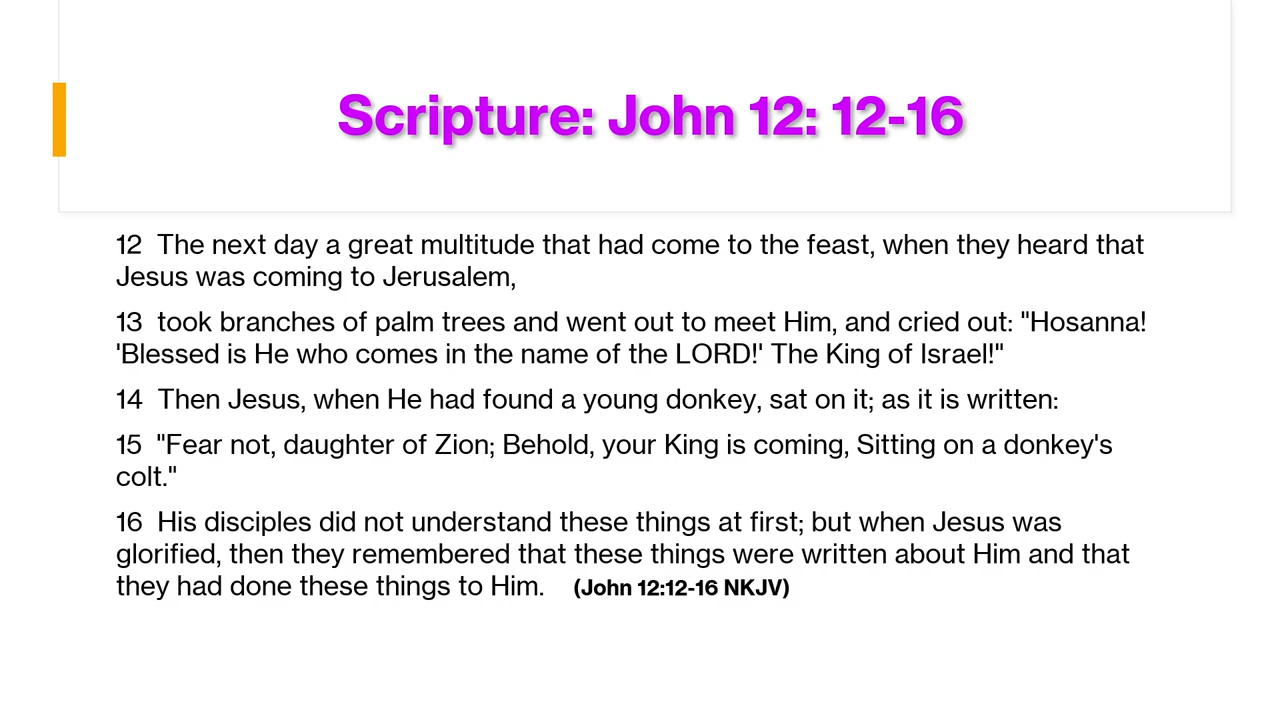 Scripture: John 12: 12-16
12  The next day a great multitude that had come to the feast, when they heard that
Jesus was coming to Jerusalem,
13  took branches of palm trees and went out to meet Him, and cried out: "Hosanna!
'Blessed is He who comes in the name of the LORD!' The King of Israel!"
14  Then Jesus, when He had found a young donkey, sat on it; as it is written:
15  "Fear not, daughter of Zion; Behold, your King is coming, Sitting on a donkey's
colt."
16  His disciples did not understand these things at first; but when Jesus was
glorified, then they remembered that these things were written about Him and that
they had done these things to Him.   (John 12:12-16 NKJV)